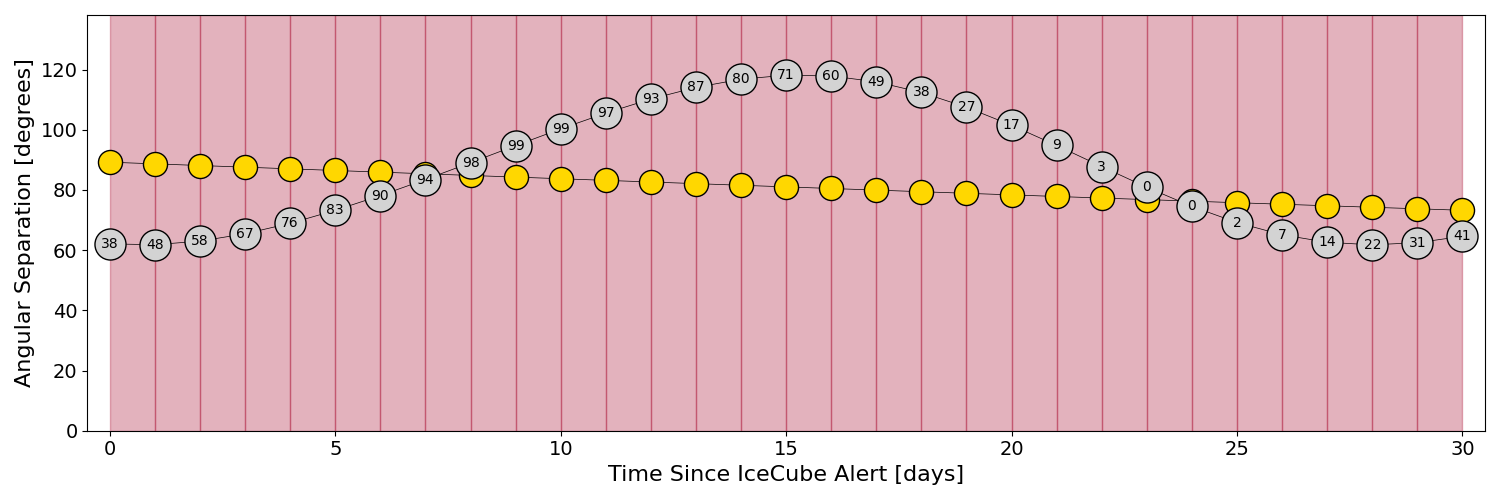 Angular Separation [degrees]
120
100
80
60
40
20
0
38 48 58 67 76 83 90 94 98 99 99 97 93 87 80 71 60 49 38 27 17 9 3 0 0 2 7 14 22 31 41
0 5 10 15 20 25 30
Time Since IceCube Alert [days]